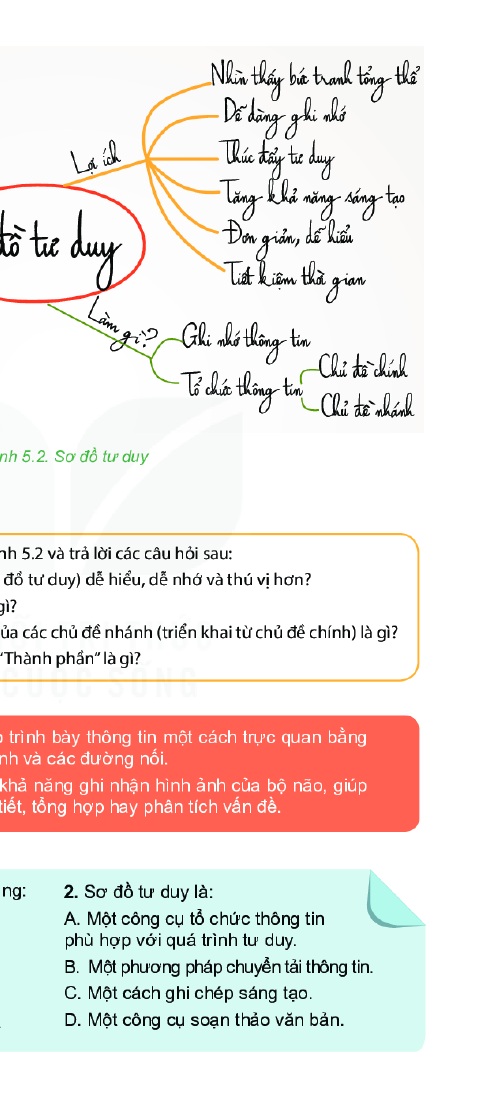 Nhìn thấy bức tranh tổng thể
Dễ dàng ghi nhớ
Lợi ích
Thúc đẩy tư duy
Tăng khả năng sáng tạo
đồ tư duy
Đơn giản, dễ hiểu
Tiết kiệm thời gian
Làm gì?
Ghi nhớ thông tin
Chủ đề chính
Tổ chức thông tin
Chủ đề nhánh
nh 5.2. Sơ đồ tư duy
nh 5.2 và trả lời các câu hỏi sau:
đồ tư duy) dễ hiểu, dễ nhớ và thú vị hơn?
gì?
ủa các chủ đề nhánh (triển khai từ chủ đề chính) là gì?
"Thành phần" là gì?
CUỘC SỐNG
trình bày thông tin một cách trực quan bằng
nh và các đường nối.
khả năng ghi nhận hình ảnh của bộ não, giúp
tiết, tổng hợp hay phân tích vấn đề.
ng:
2. Sơ đồ tư duy là:
A. Một công cụ tổ chức thông tin
phù hợp với quá trình tư duy.
B. Một phương pháp chuyển tải thông tin.
C. Một cách ghi chép sáng tạo.
D. Một công cụ soạn thảo văn bản.